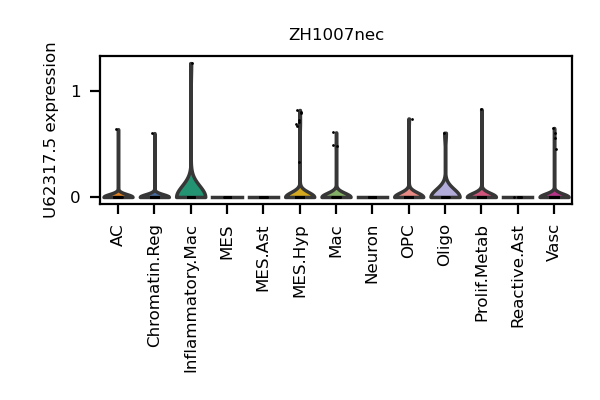 ZH1007nec
U62317.5 expression
1
0
AC
Chromatin.Reg
Inflammatory.Mac
MES
MES.Ast
MES.Hyp
Mac
Neuron
OPC
Oligo
Prolif.Metab
Reactive.Ast
Vasc